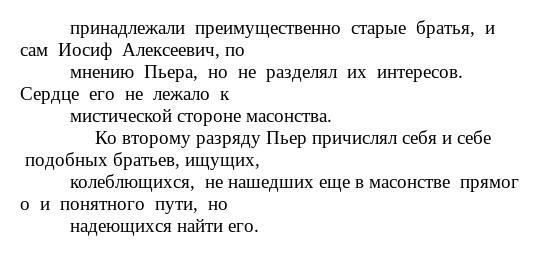 принадлежали преимущественно старые братья, и
сам Иосиф Алексеевич, по
мнению Пьера, но не разделял их интересов.
Сердце его не лежало к
мистической стороне масонства.
Ко второму разряду Пьер причислял себя и себе
подобных братьев, ищущих,
колеблющихся, не нашедших еще в масонстве прямог
о и понятного пути, но
надеющихся найти его.